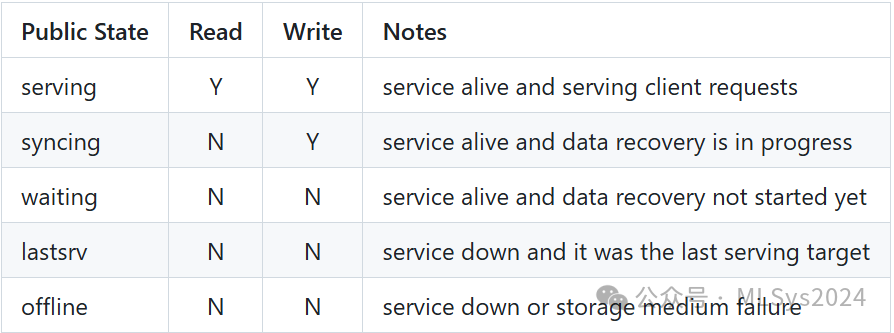 Public State Read Write Notes
serving Y Y service alive and serving client requests
syncing N Y service alive and data recovery is in progress
waiting N N service alive and data recovery not started yet
lastsrv N N service down and it was the last serving target
offline N N service down or storage medium failure
公众号 · MLSys2024